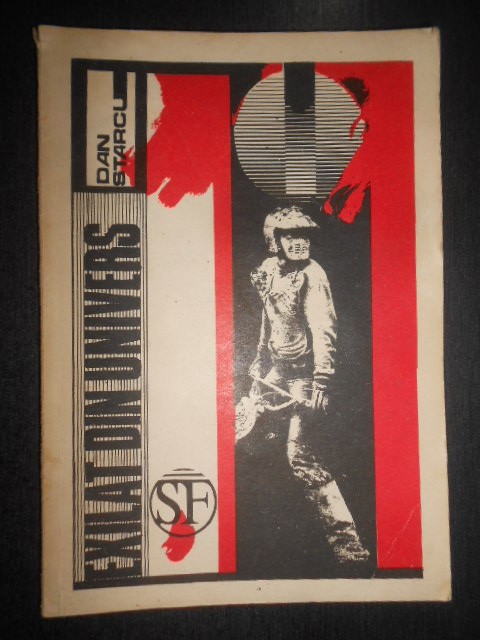 DAN
STARCU
EXILAT DIN UNIVERS
SF